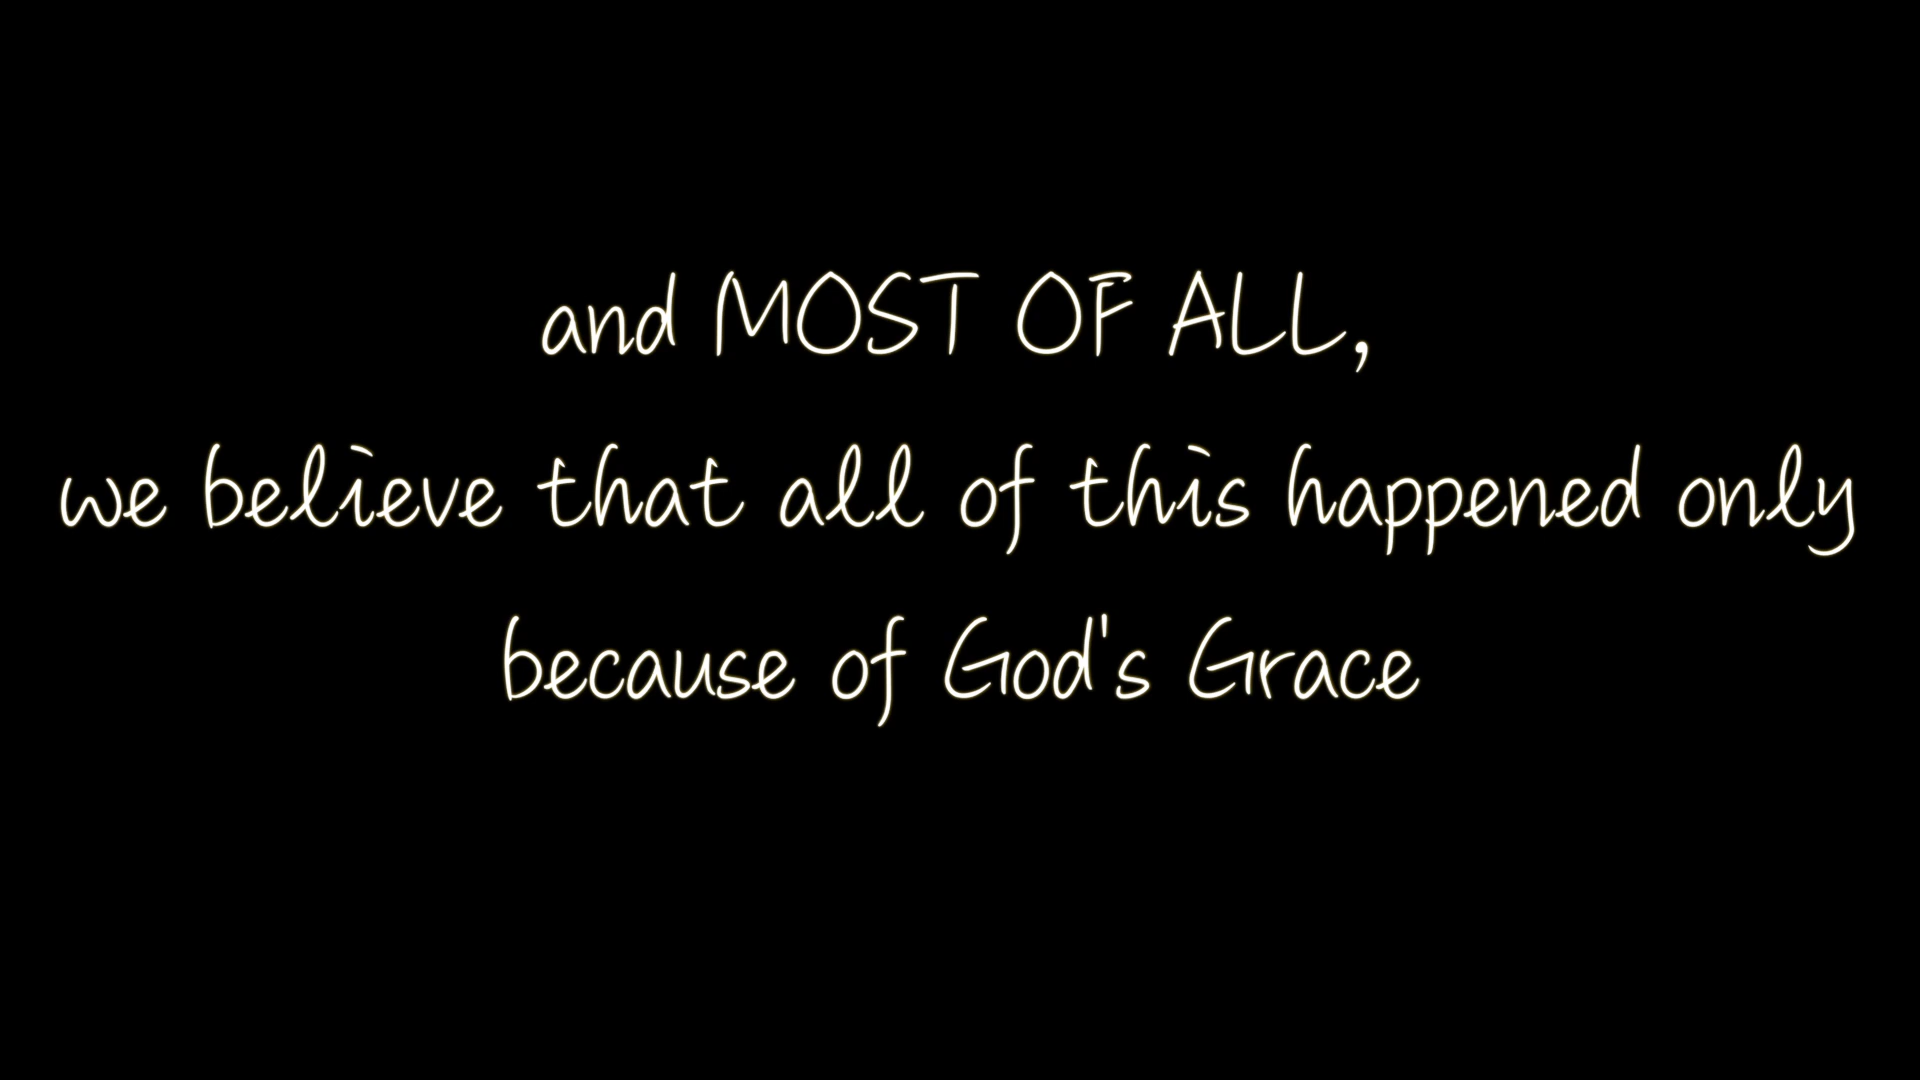 and MOST OF ALL,
we believe that all of this happened only
because of God's Grace